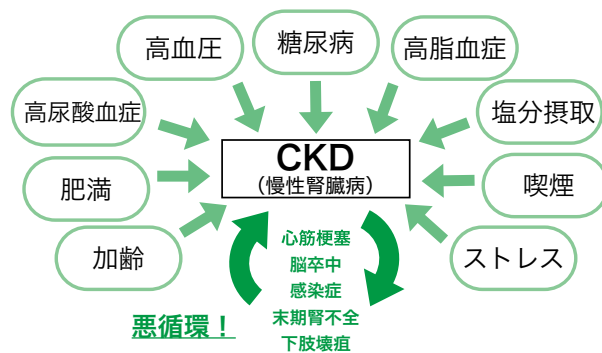 高血圧
糖尿病
高脂血症
高尿酸血症
塩分摂取
肥満
喫煙
加齢
ストレス
CKD
（慢性腎臓病）
心筋梗塞
脳卒中
感染症
末期腎不全
下肢壊疽
悪循環！